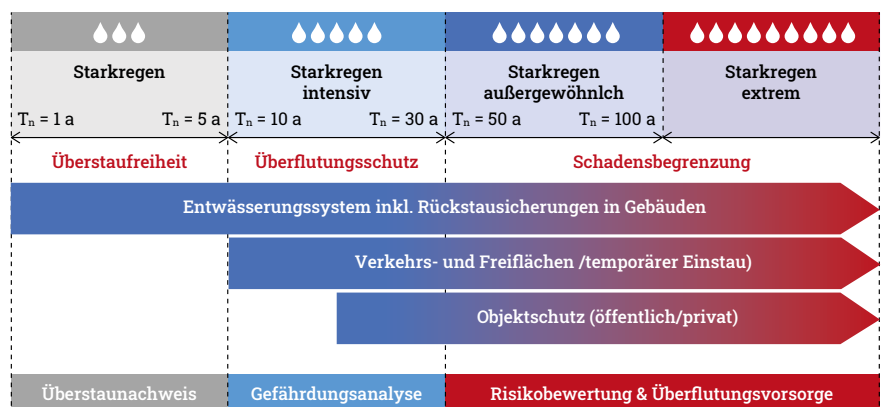 Starkregen
Starkregen
intensiv
Starkregen
außergewöhnlch
Starkregen
extrem
Tn = 1 a
Tn = 5 a
Tn = 10 a
Tn = 30 a
Tn = 50 a
Tn = 100 a
Überstaufreiheit
Überflutungsschutz
Schadensbegrenzung
Entwässerungssystem inkl. Rückstausicherungen in Gebäuden
Verkehrs- und Freiflächen /temporärer Einstau)
Objektschutz (öffentlich/privat)
Überstaunachweis
Gefährdungsanalyse
Risikobewertung & Überflutungsvorsorge